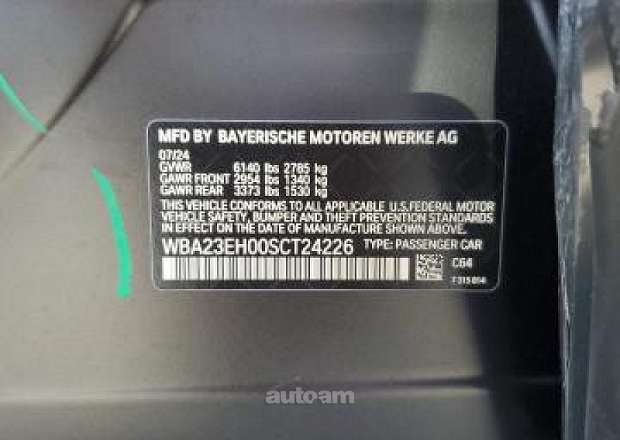 MFD BY BAYERISCHE MOTOREN WERKE AG
07/24
GVWR 6140 lbs 2785 kg
GAWR FRONT 2954 lbs 1340 kg
GAWR REAR 3373 lbs 1530 kg
THIS VEHICLE CONFORMS TO ALL APPLICABLE U.S. FEDERAL MOTOR
VEHICLE SAFETY, BUMPER AND THEFT PREVENTION STANDARDS
IN EFFECT ON THE DATE OF MANUFACTURE SHOWN ABOVE.
WBA23EH00SCT24226 TYPE: PASSENGER CAR
C64
autoam